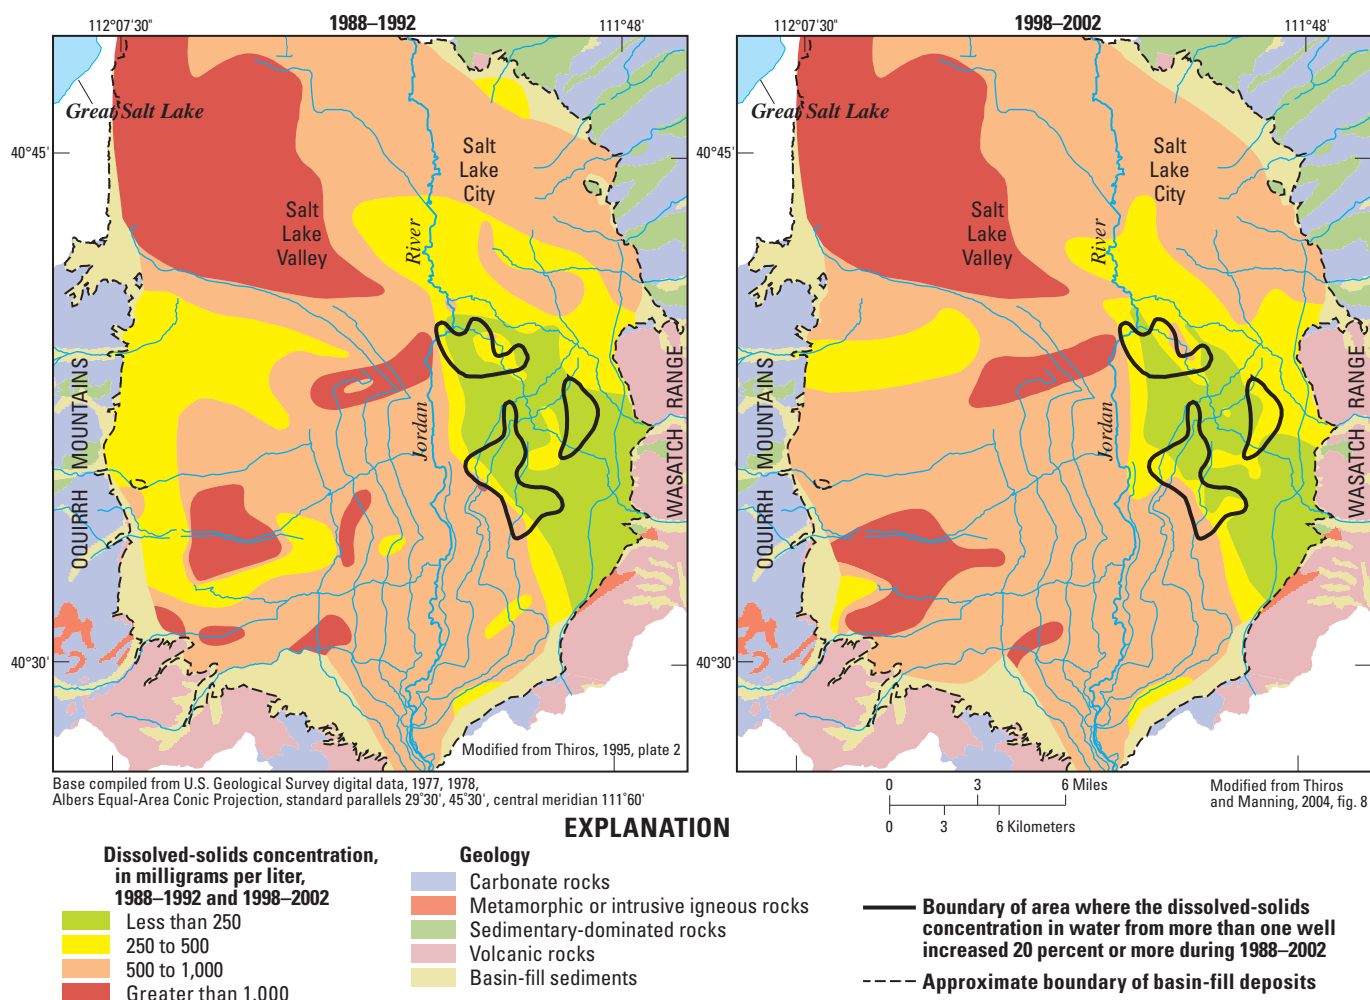 1988–1992
112°07'30"
111°48'
Great Salt Lake
40°45'
Salt
Lake
City
Salt
Lake
Valley
River
Jordan
OQUIRRH MOUNTAINS
WASATCH RANGE
40°30'
Modified from Thiros, 1995, plate 2
1998–2002
112°07'30"
111°48'
Great Salt Lake
40°45'
Salt
Lake
City
Salt
Lake
Valley
River
Jordan
OQUIRRH MOUNTAINS
WASATCH RANGE
40°30'
Base compiled from U.S. Geological Survey digital data, 1977, 1978,
Albers Equal-Area Conic Projection, standard parallels 29°30', 45°30', central meridian 111°60'
0 3 6 Miles
0 3 6 Kilometers
Modified from Thiros
and Manning, 2004, fig. 8
EXPLANATION
Dissolved-solids concentration,
in milligrams per liter,
1988–1992 and 1998–2002
Less than 250
250 to 500
500 to 1,000
Greater than 1,000
Geology
Carbonate rocks
Metamorphic or intrusive igneous rocks
Sedimentary-dominated rocks
Volcanic rocks
Basin-fill sediments
Boundary of area where the dissolved-solids
concentration in water from more than one well
increased 20 percent or more during 1988–2002
Approximate boundary of basin-fill deposits